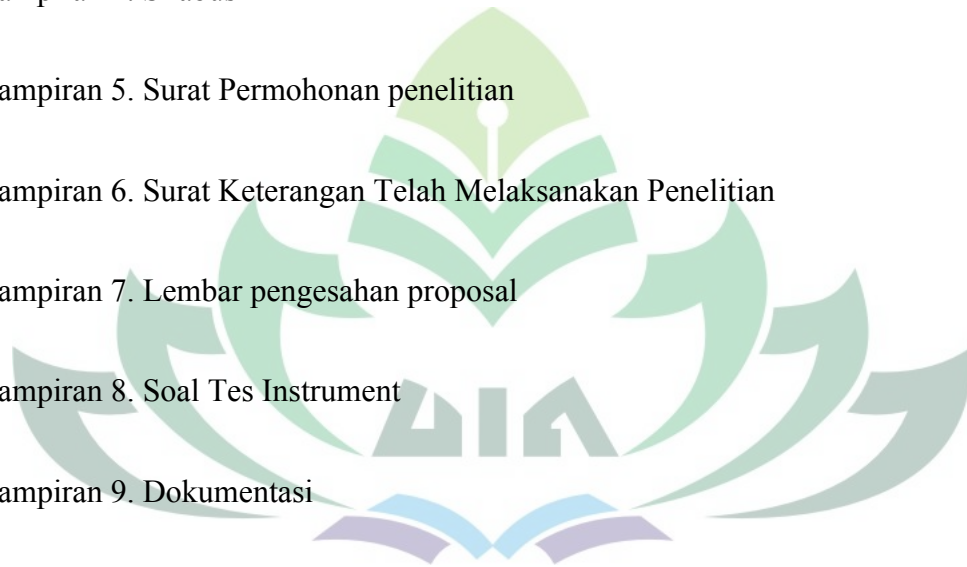 ampiran 5. Surat Permohonan penelitian
ampiran 6. Surat Keterangan Telah Melaksanakan Penelitian
ampiran 7. Lembar pengesahan proposal
ampiran 8. Soal Tes Instrument
ampiran 9. Dokumentasi
UIN